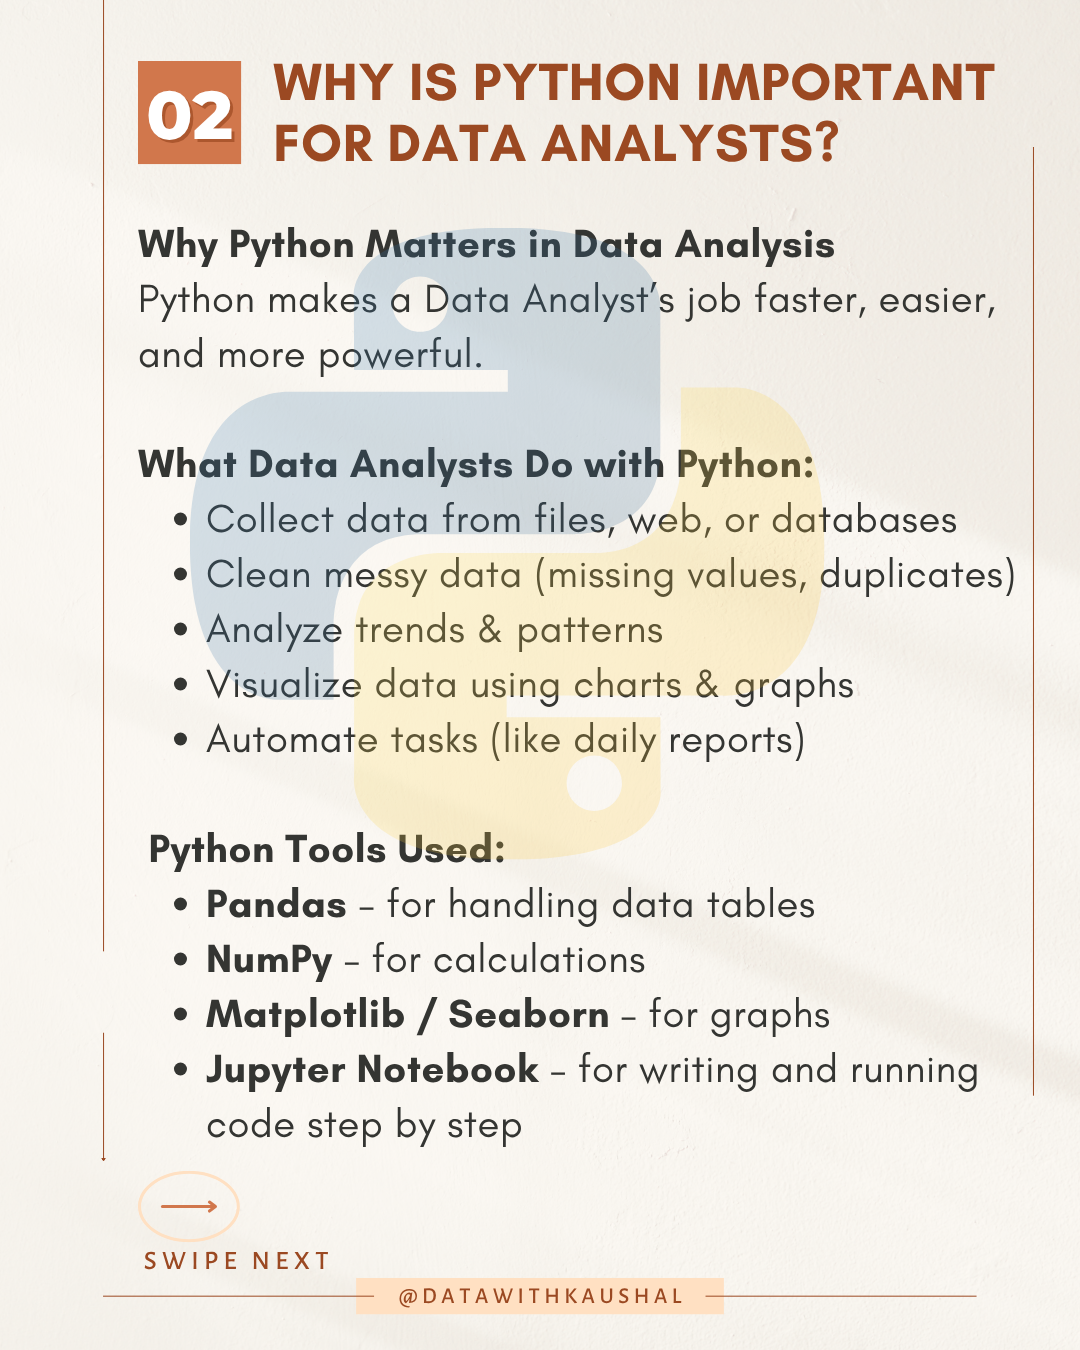 02
WHY IS PYTHON IMPORTANT
FOR DATA ANALYSTS?
Why Python Matters in Data Analysis
Python makes a Data Analyst’s job faster, easier,
and more powerful.
What Data Analysts Do with Python:
• Collect data from files, web, or databases
• Clean messy data (missing values, duplicates)
• Analyze trends & patterns
• Visualize data using charts & graphs
• Automate tasks (like daily reports)
Python Tools Used:
• Pandas – for handling data tables
• NumPy – for calculations
• Matplotlib / Seaborn – for graphs
• Jupyter Notebook – for writing and running
code step by step
SWIPE NEXT
@DATAWITHKAUSHAL